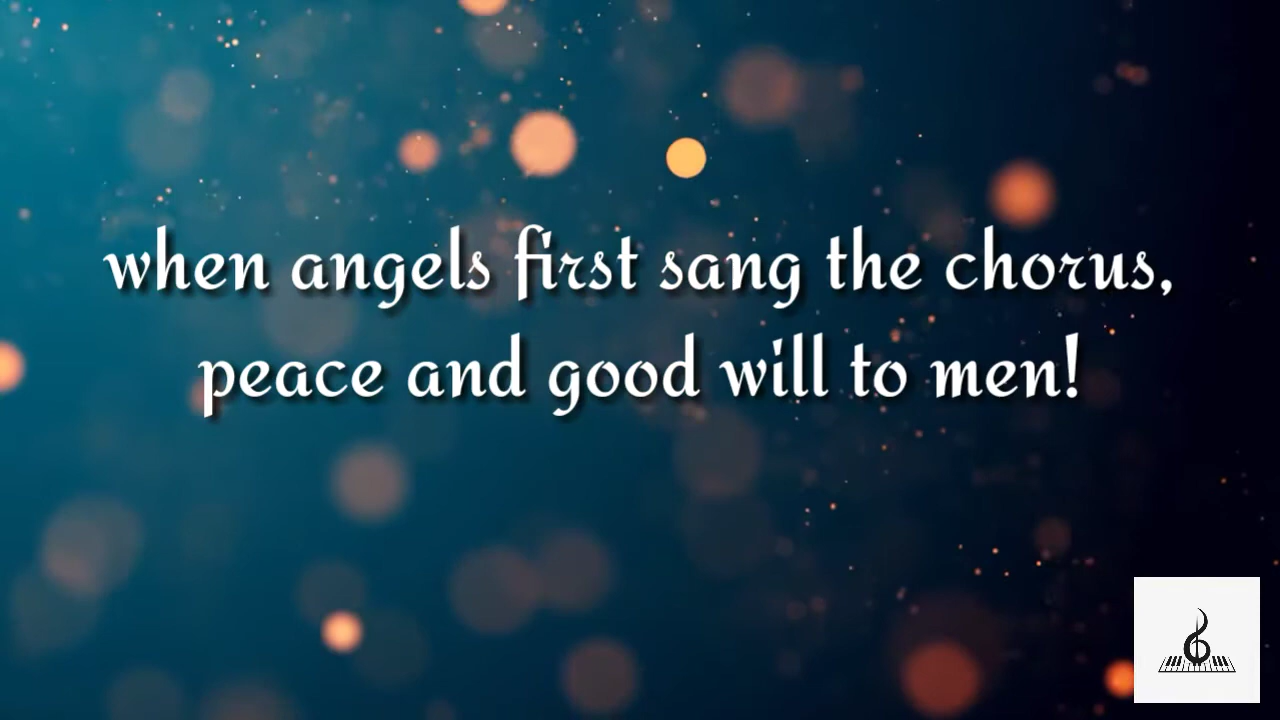 when angels first sang the chorus,
peace and good will to men!